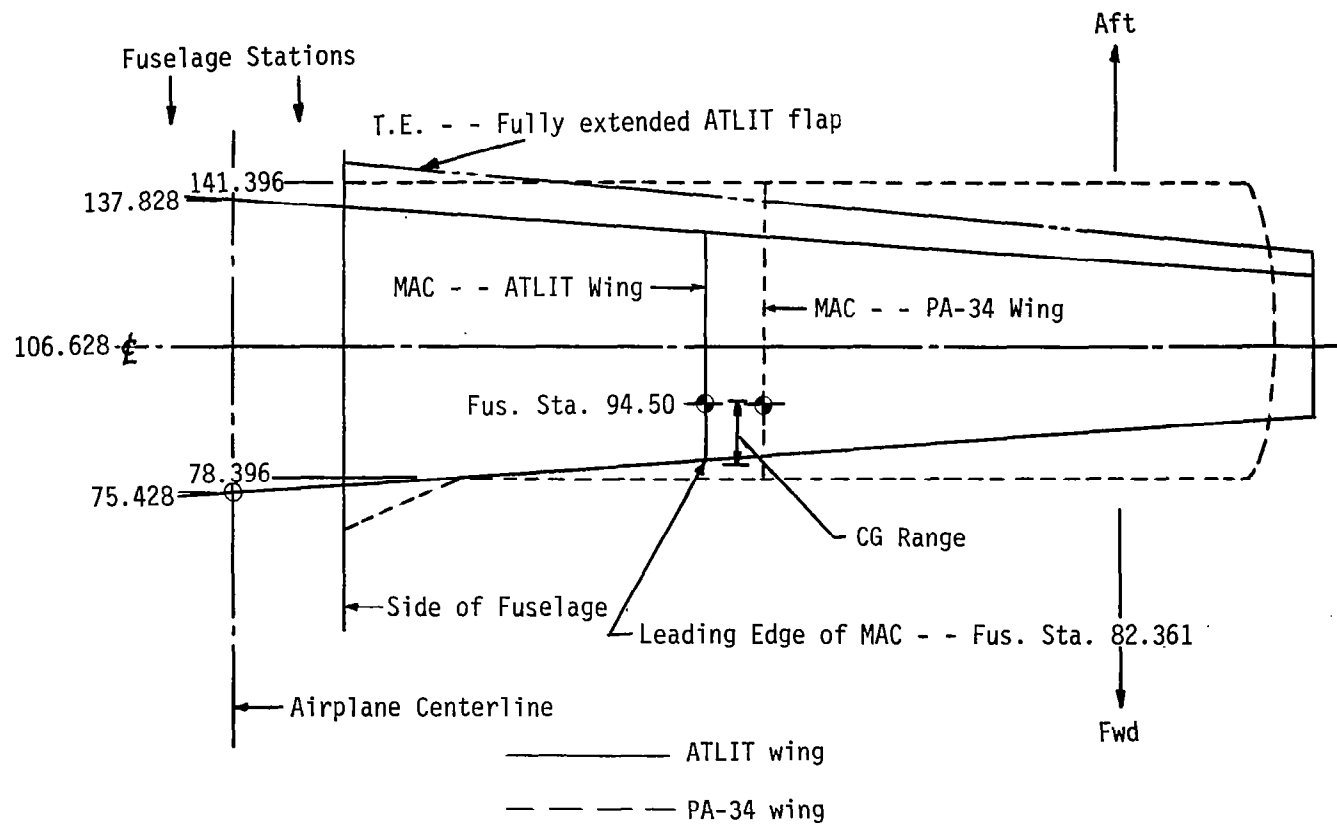 Aft
Fuselage Stations
T.E. - - Fully extended ATLIT flap
141.396
137.828
MAC - - ATLIT Wing
MAC - - PA-34 Wing
106.628 ℄
Fus. Sta. 94.50
78.396
75.428
CG Range
Side of Fuselage
Leading Edge of MAC - - Fus. Sta. 82.361
Airplane Centerline
Fwd
ATLIT wing
PA-34 wing